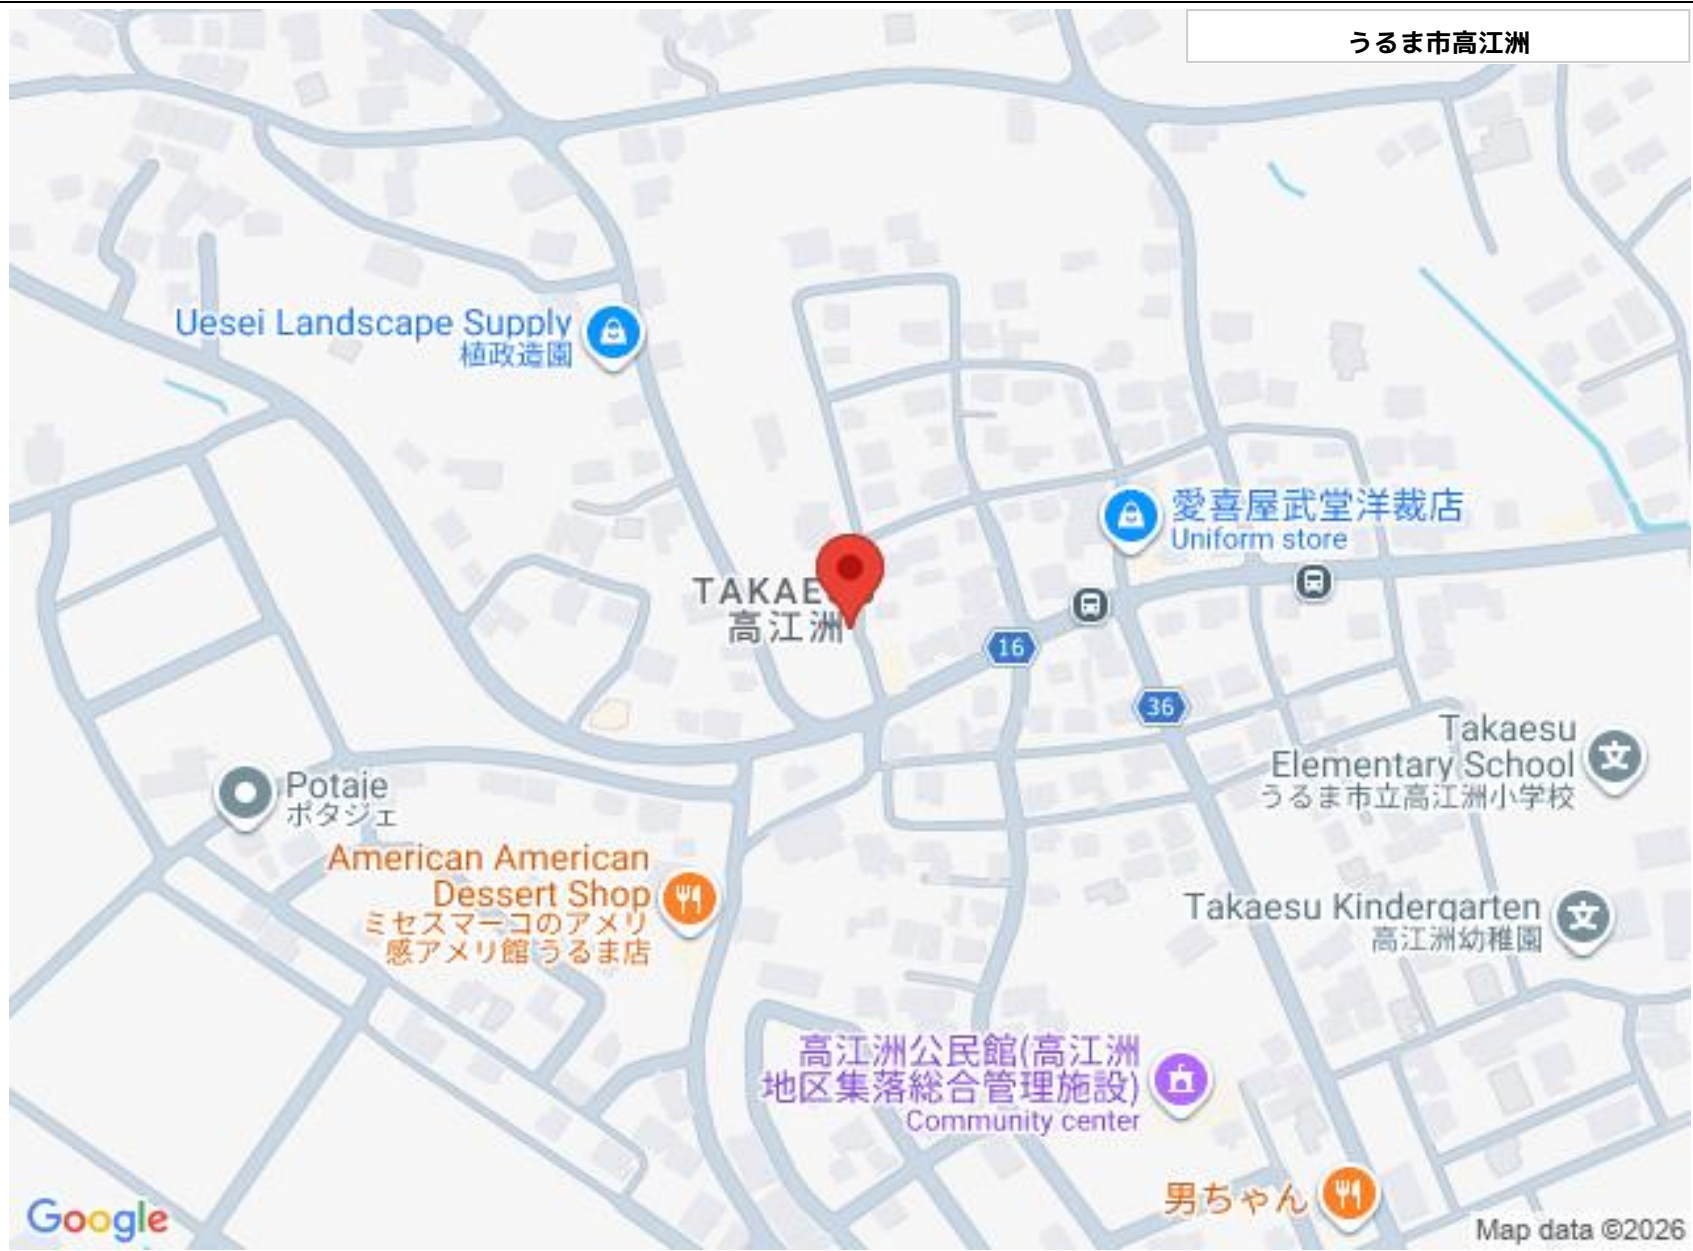 うるま市高江洲
Uesei Landscape Supply
植政造園
愛喜屋武堂洋裁店
Uniform store
TAKAE
高江洲
16
36
Takaesu
Elementary School
うるま市立高江洲小学校
Potaje
ポタジェ
American American
Dessert Shop
ミセスマーコのアメリ
感アメリ館 うるま店
Takaesu Kindergarten
高江洲幼稚園
高江洲公民館(高江洲
地区集落総合管理施設)
Community center
男ちゃん
Google
Map data ©2026